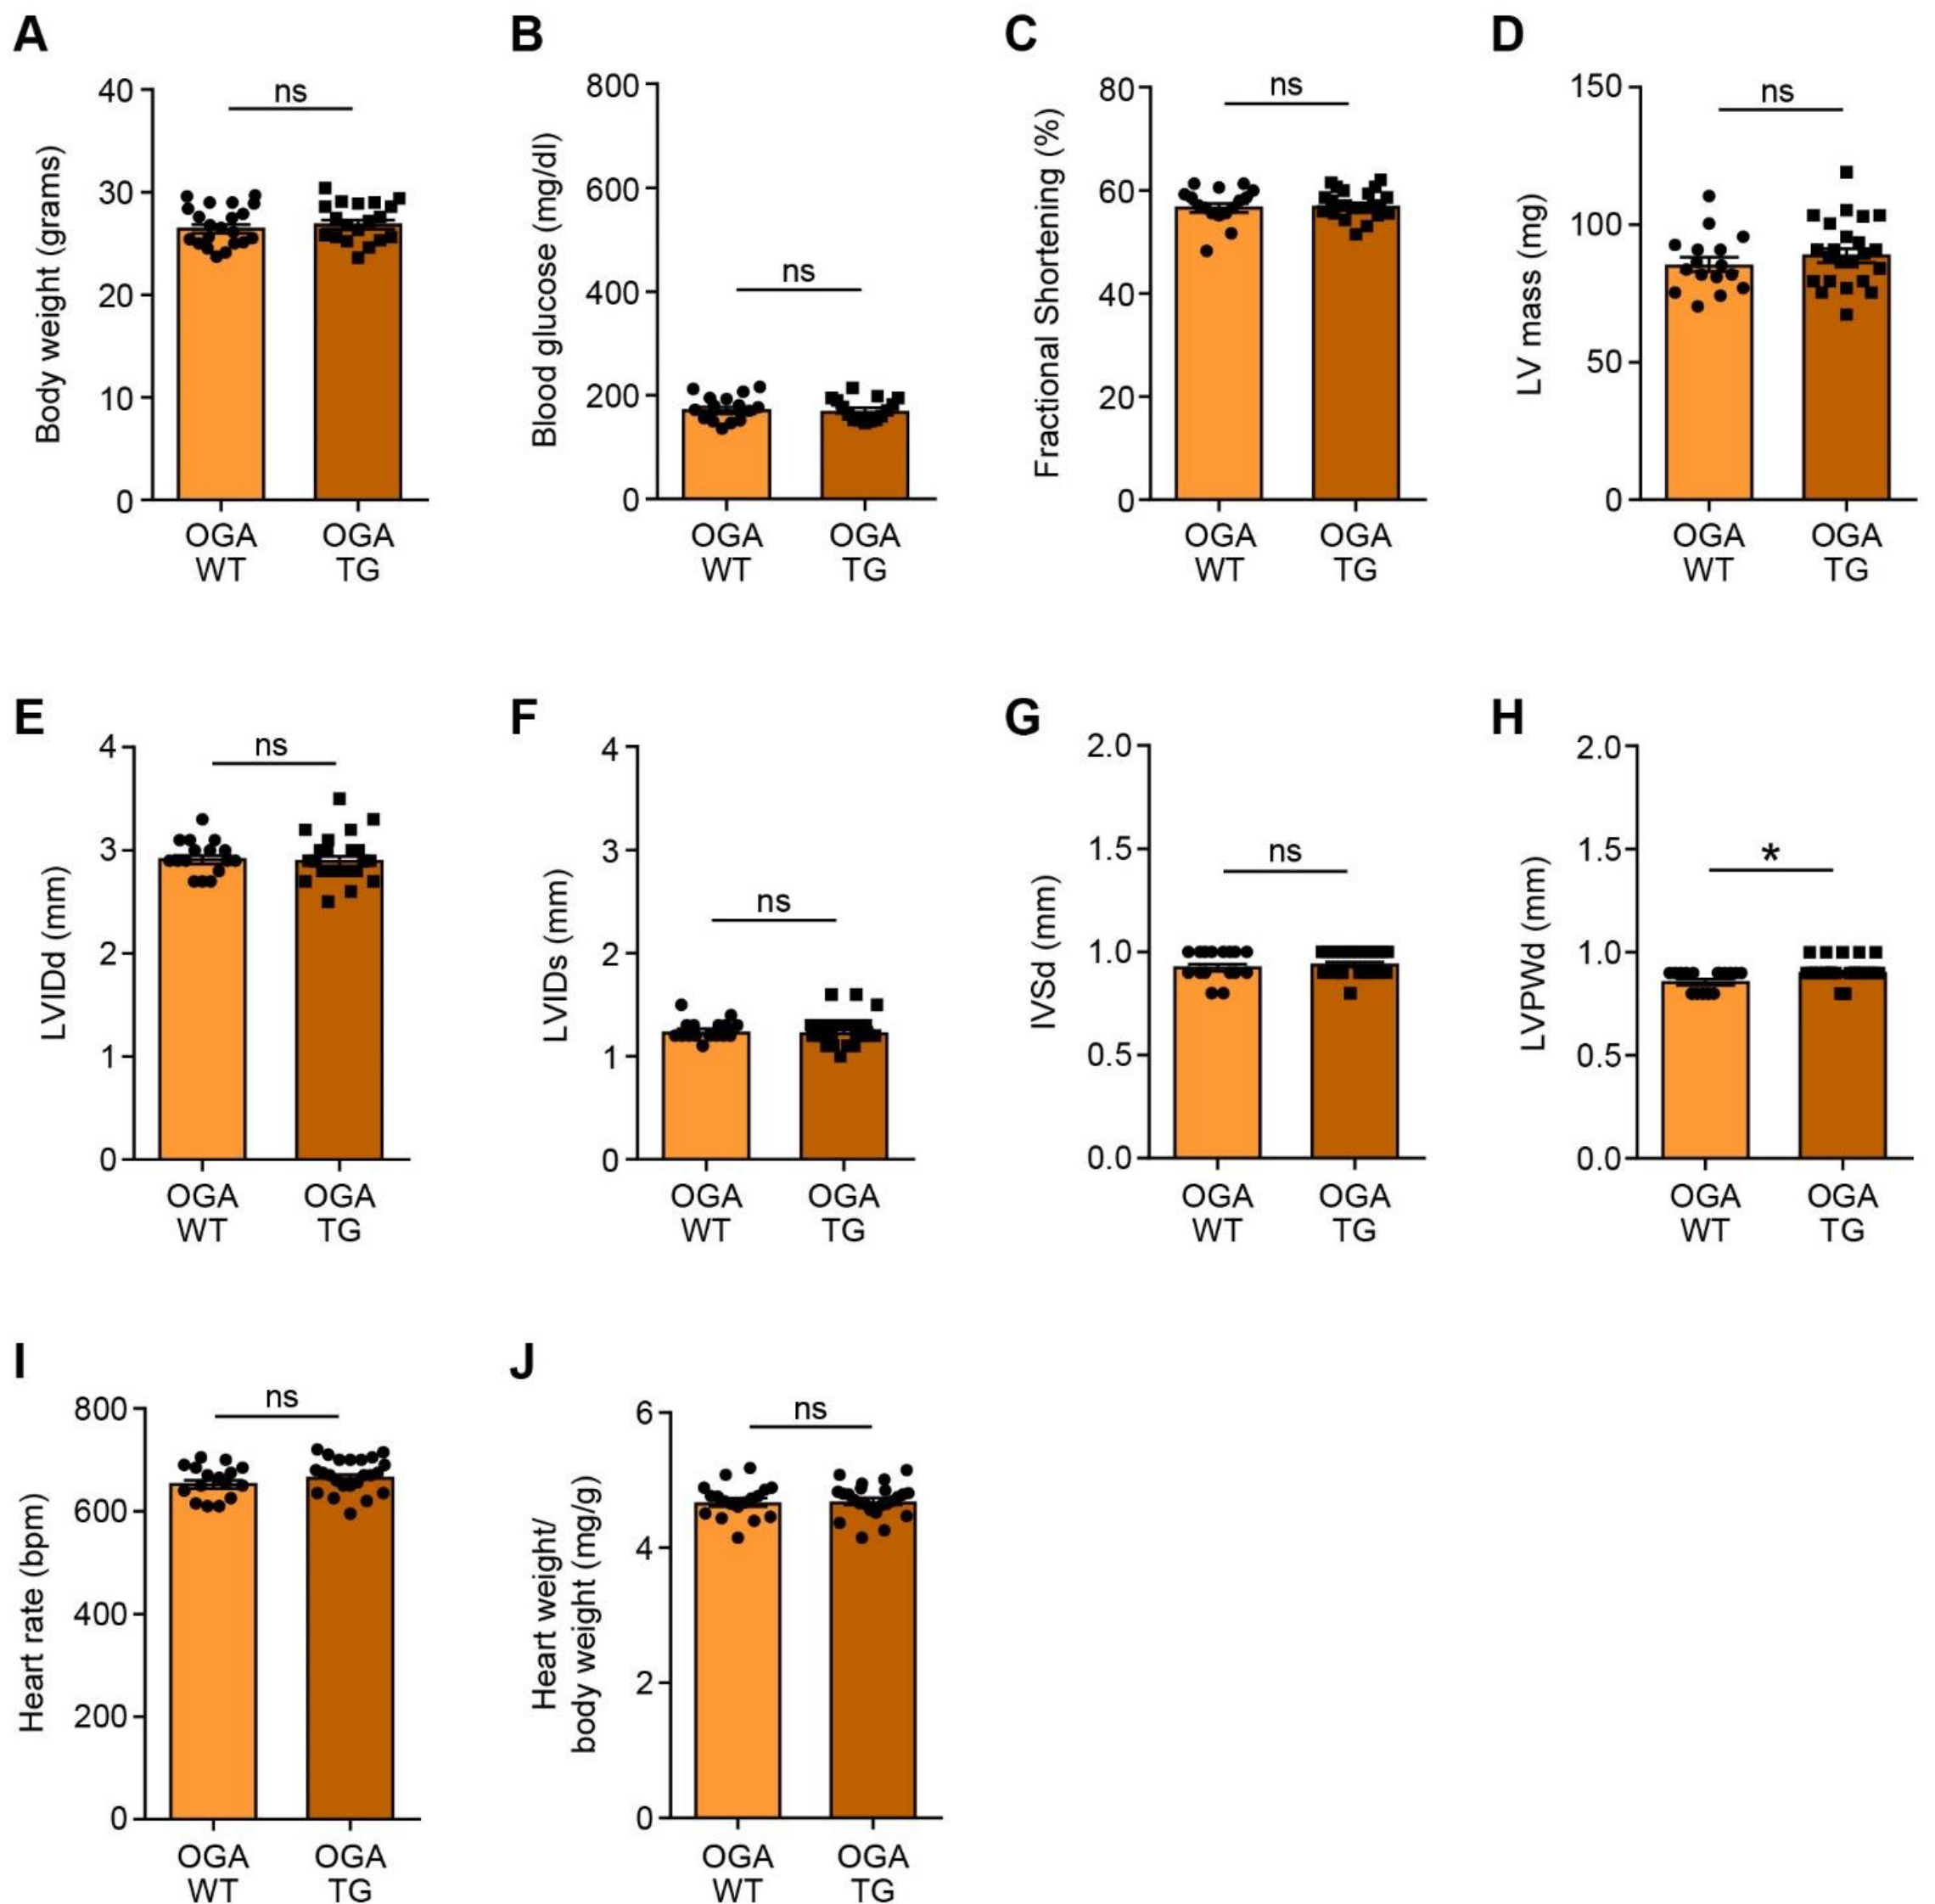 A
B
C
D
40
30
20
10
0
Body weight (grams)
ns
OGA
WT
OGA
TG
800
600
400
200
0
Blood glucose (mg/dl)
ns
OGA
WT
OGA
TG
80
60
40
20
0
Fractional Shortening (%)
ns
OGA
WT
OGA
TG
150
100
50
0
LV mass (mg)
ns
OGA
WT
OGA
TG
E
F
G
H
4
3
2
1
0
LVIDd (mm)
ns
OGA
WT
OGA
TG
4
3
2
1
0
LVIDs (mm)
ns
OGA
WT
OGA
TG
2.0
1.5
1.0
0.5
0.0
IVSd (mm)
ns
OGA
WT
OGA
TG
2.0
1.5
1.0
0.5
0.0
LVPWd (mm)
*
OGA
WT
OGA
TG
I
J
800
600
400
200
0
Heart rate (bpm)
ns
OGA
WT
OGA
TG
6
4
2
0
Heart weight/
body weight (mg/g)
ns
OGA
WT
OGA
TG